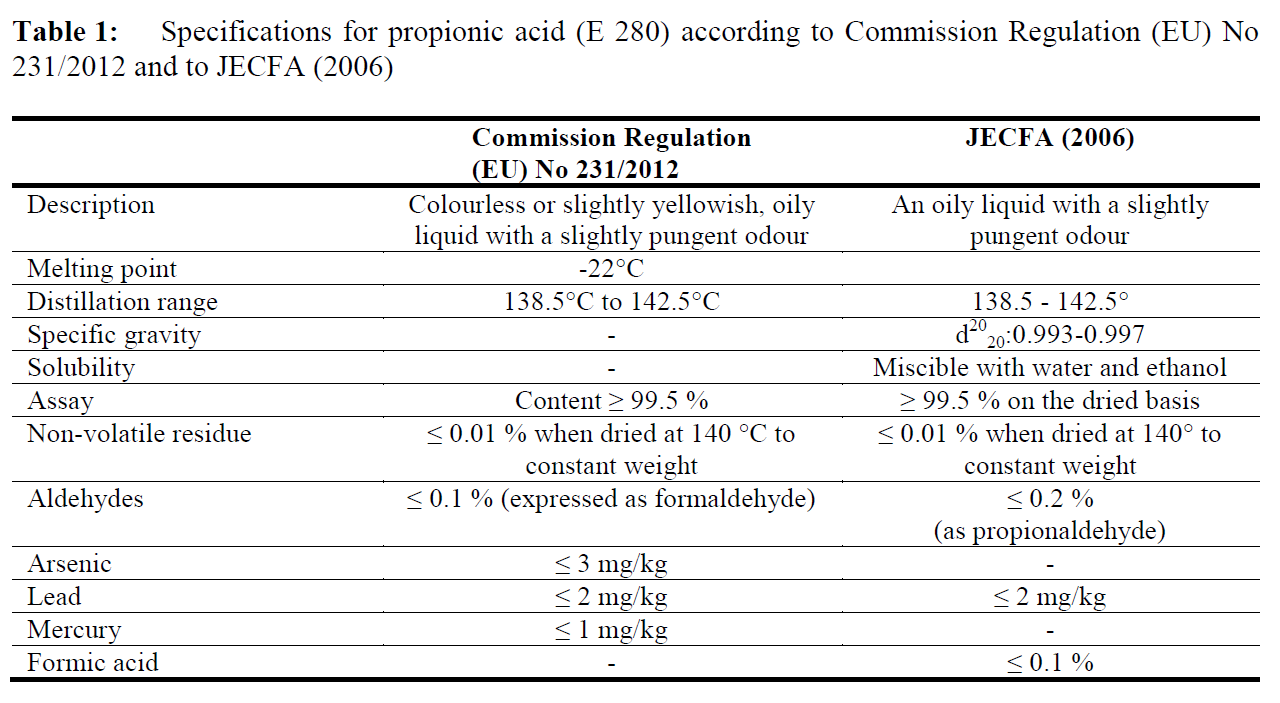 Table 1: Specifications for propionic acid (E 280) according to Commission Regulation (EU) No
231/2012 and to JECFA (2006)
Commission Regulation
(EU) No 231/2012
JECFA (2006)
Description
Colourless or slightly yellowish, oily
liquid with a slightly pungent odour
An oily liquid with a slightly
pungent odour
Melting point
-22°C
Distillation range
138.5°C to 142.5°C
138.5 - 142.5°
Specific gravity
-
d²⁰₂₀:0.993-0.997
Solubility
-
Miscible with water and ethanol
Assay
Content ≥ 99.5 %
≥ 99.5 % on the dried basis
Non-volatile residue
≤ 0.01 % when dried at 140 °C to
constant weight
≤ 0.01 % when dried at 140° to
constant weight
Aldehydes
≤ 0.1 % (expressed as formaldehyde)
≤ 0.2 %
(as propionaldehyde)
Arsenic
≤ 3 mg/kg
-
Lead
≤ 2 mg/kg
≤ 2 mg/kg
Mercury
≤ 1 mg/kg
-
Formic acid
-
≤ 0.1 %